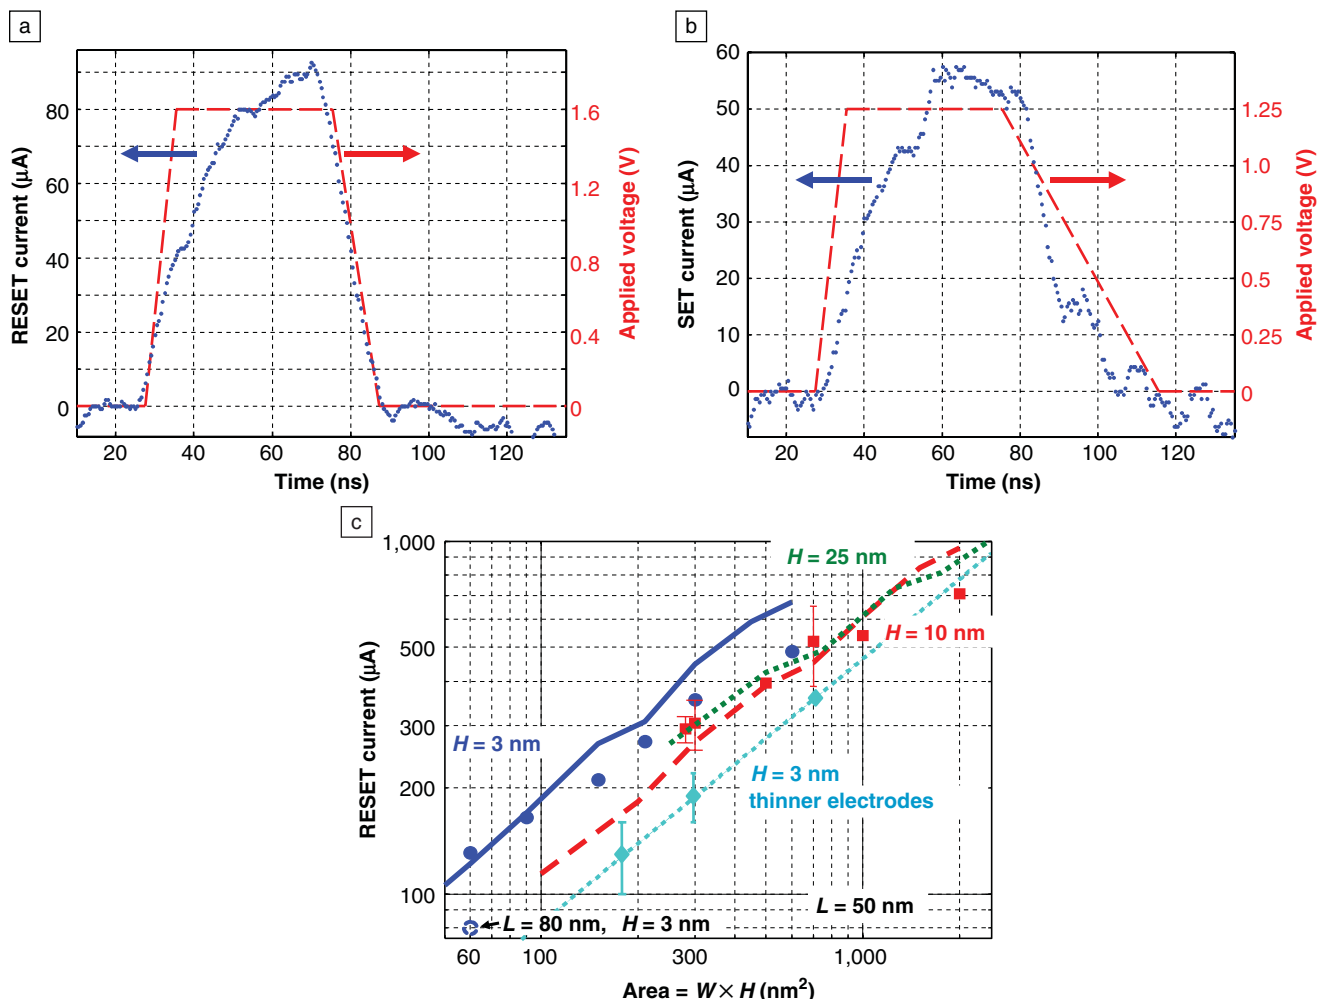 a
RESET current (μA)
80
60
40
20
0
1.6
1.2
0.8
0.4
0
Applied voltage (V)
20 40 60 80 100 120
Time (ns)
b
SET current (μA)
60
50
40
30
20
10
0
1.25
1.0
0.75
0.5
0.25
0
Applied voltage (V)
20 40 60 80 100 120
Time (ns)
c
RESET current (μA)
1,000
500
300
200
100
H = 25 nm
H = 10 nm
H = 3 nm
H = 3 nm
thinner electrodes
L = 50 nm
L = 80 nm, H = 3 nm
60 100 300 1,000
Area = W × H (nm²)